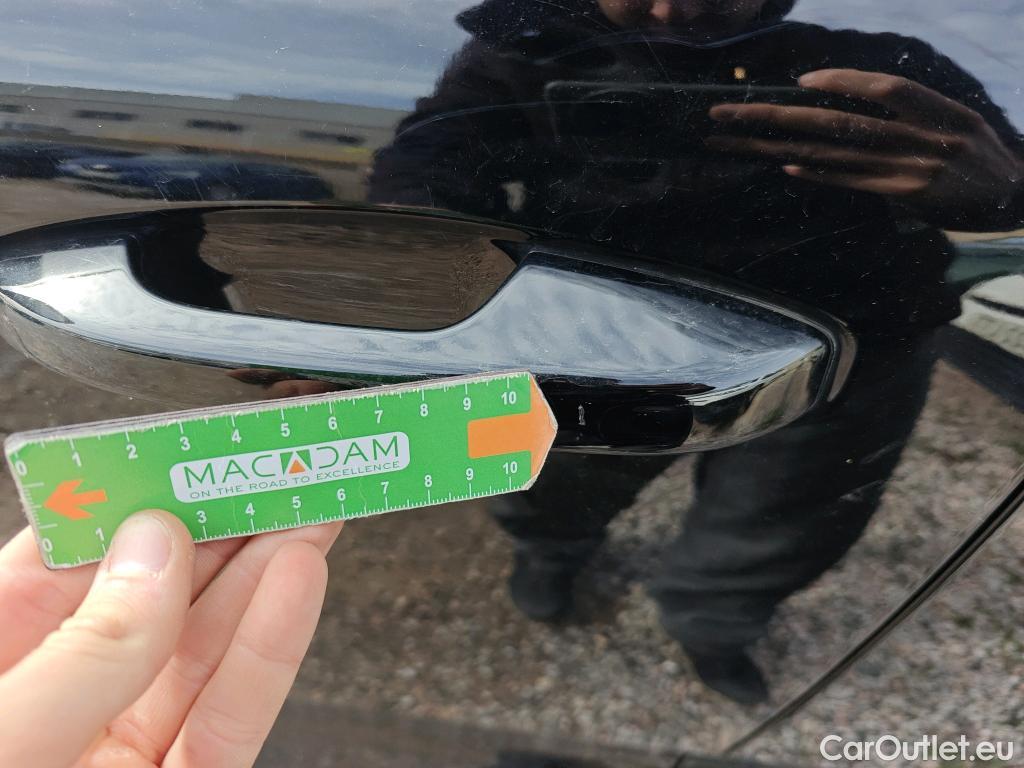 0 1 2 3 4 5 6 7 8 9 10
MACADAM
ON THE ROAD TO EXCELLENCE
0 1 3 4 5 6 7 8 9 10
CarOutlet.eu